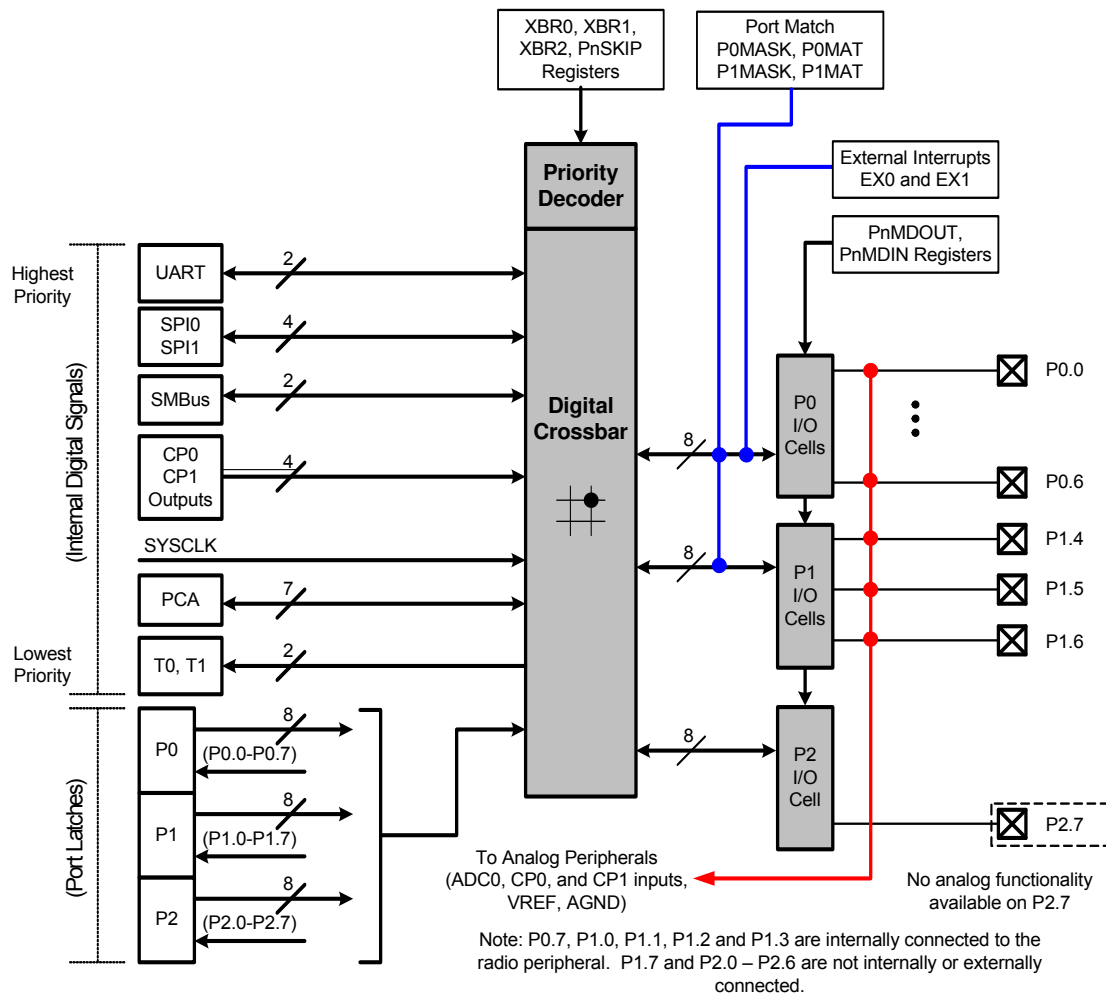 XBR0, XBR1,
XBR2, PnSKIP
Registers
Port Match
P0MASK, P0MAT
P1MASK, P1MAT
External Interrupts
EX0 and EX1
Priority
Decoder
PnMDOUT,
PnMDIN Registers
Highest
Priority
UART
2
SPI0
SPI1
4
(Internal Digital Signals)
SMBus
2
Digital
Crossbar
CP0
CP1
Outputs
4
SYSCLK
PCA
7
Lowest
Priority
T0, T1
2
8
P0
I/O
Cells
P0.0
P0.6
8
P1
I/O
Cells
P1.4
P1.5
P1.6
(Port Latches)
P0
8
(P0.0-P0.7)
P1
8
(P1.0-P1.7)
P2
8
(P2.0-P2.7)
8
P2
I/O
Cell
P2.7
To Analog Peripherals
(ADC0, CP0, and CP1 inputs,
VREF, AGND)
No analog functionality
available on P2.7
Note: P0.7, P1.0, P1.1, P1.2 and P1.3 are internally connected to the
radio peripheral. P1.7 and P2.0 – P2.6 are not internally or externally
connected.